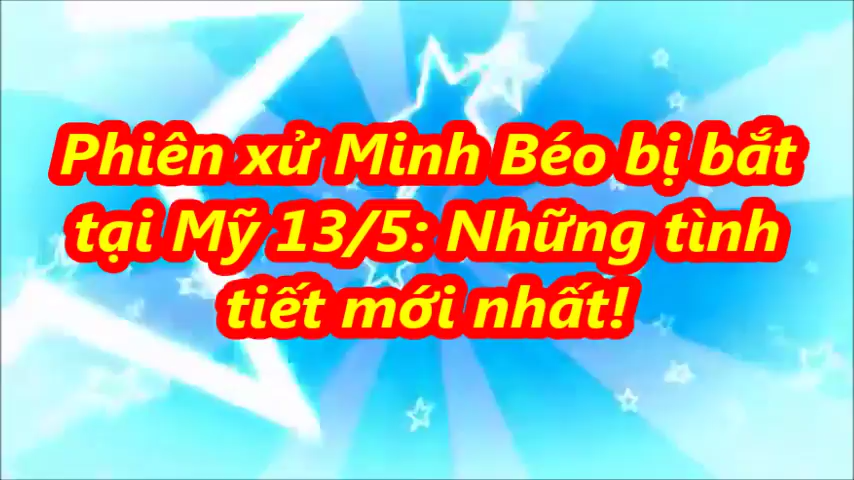 Phiên xử Minh Béo bị bắt
tại Mỹ 13/5: Những tình
tiết mới nhất!